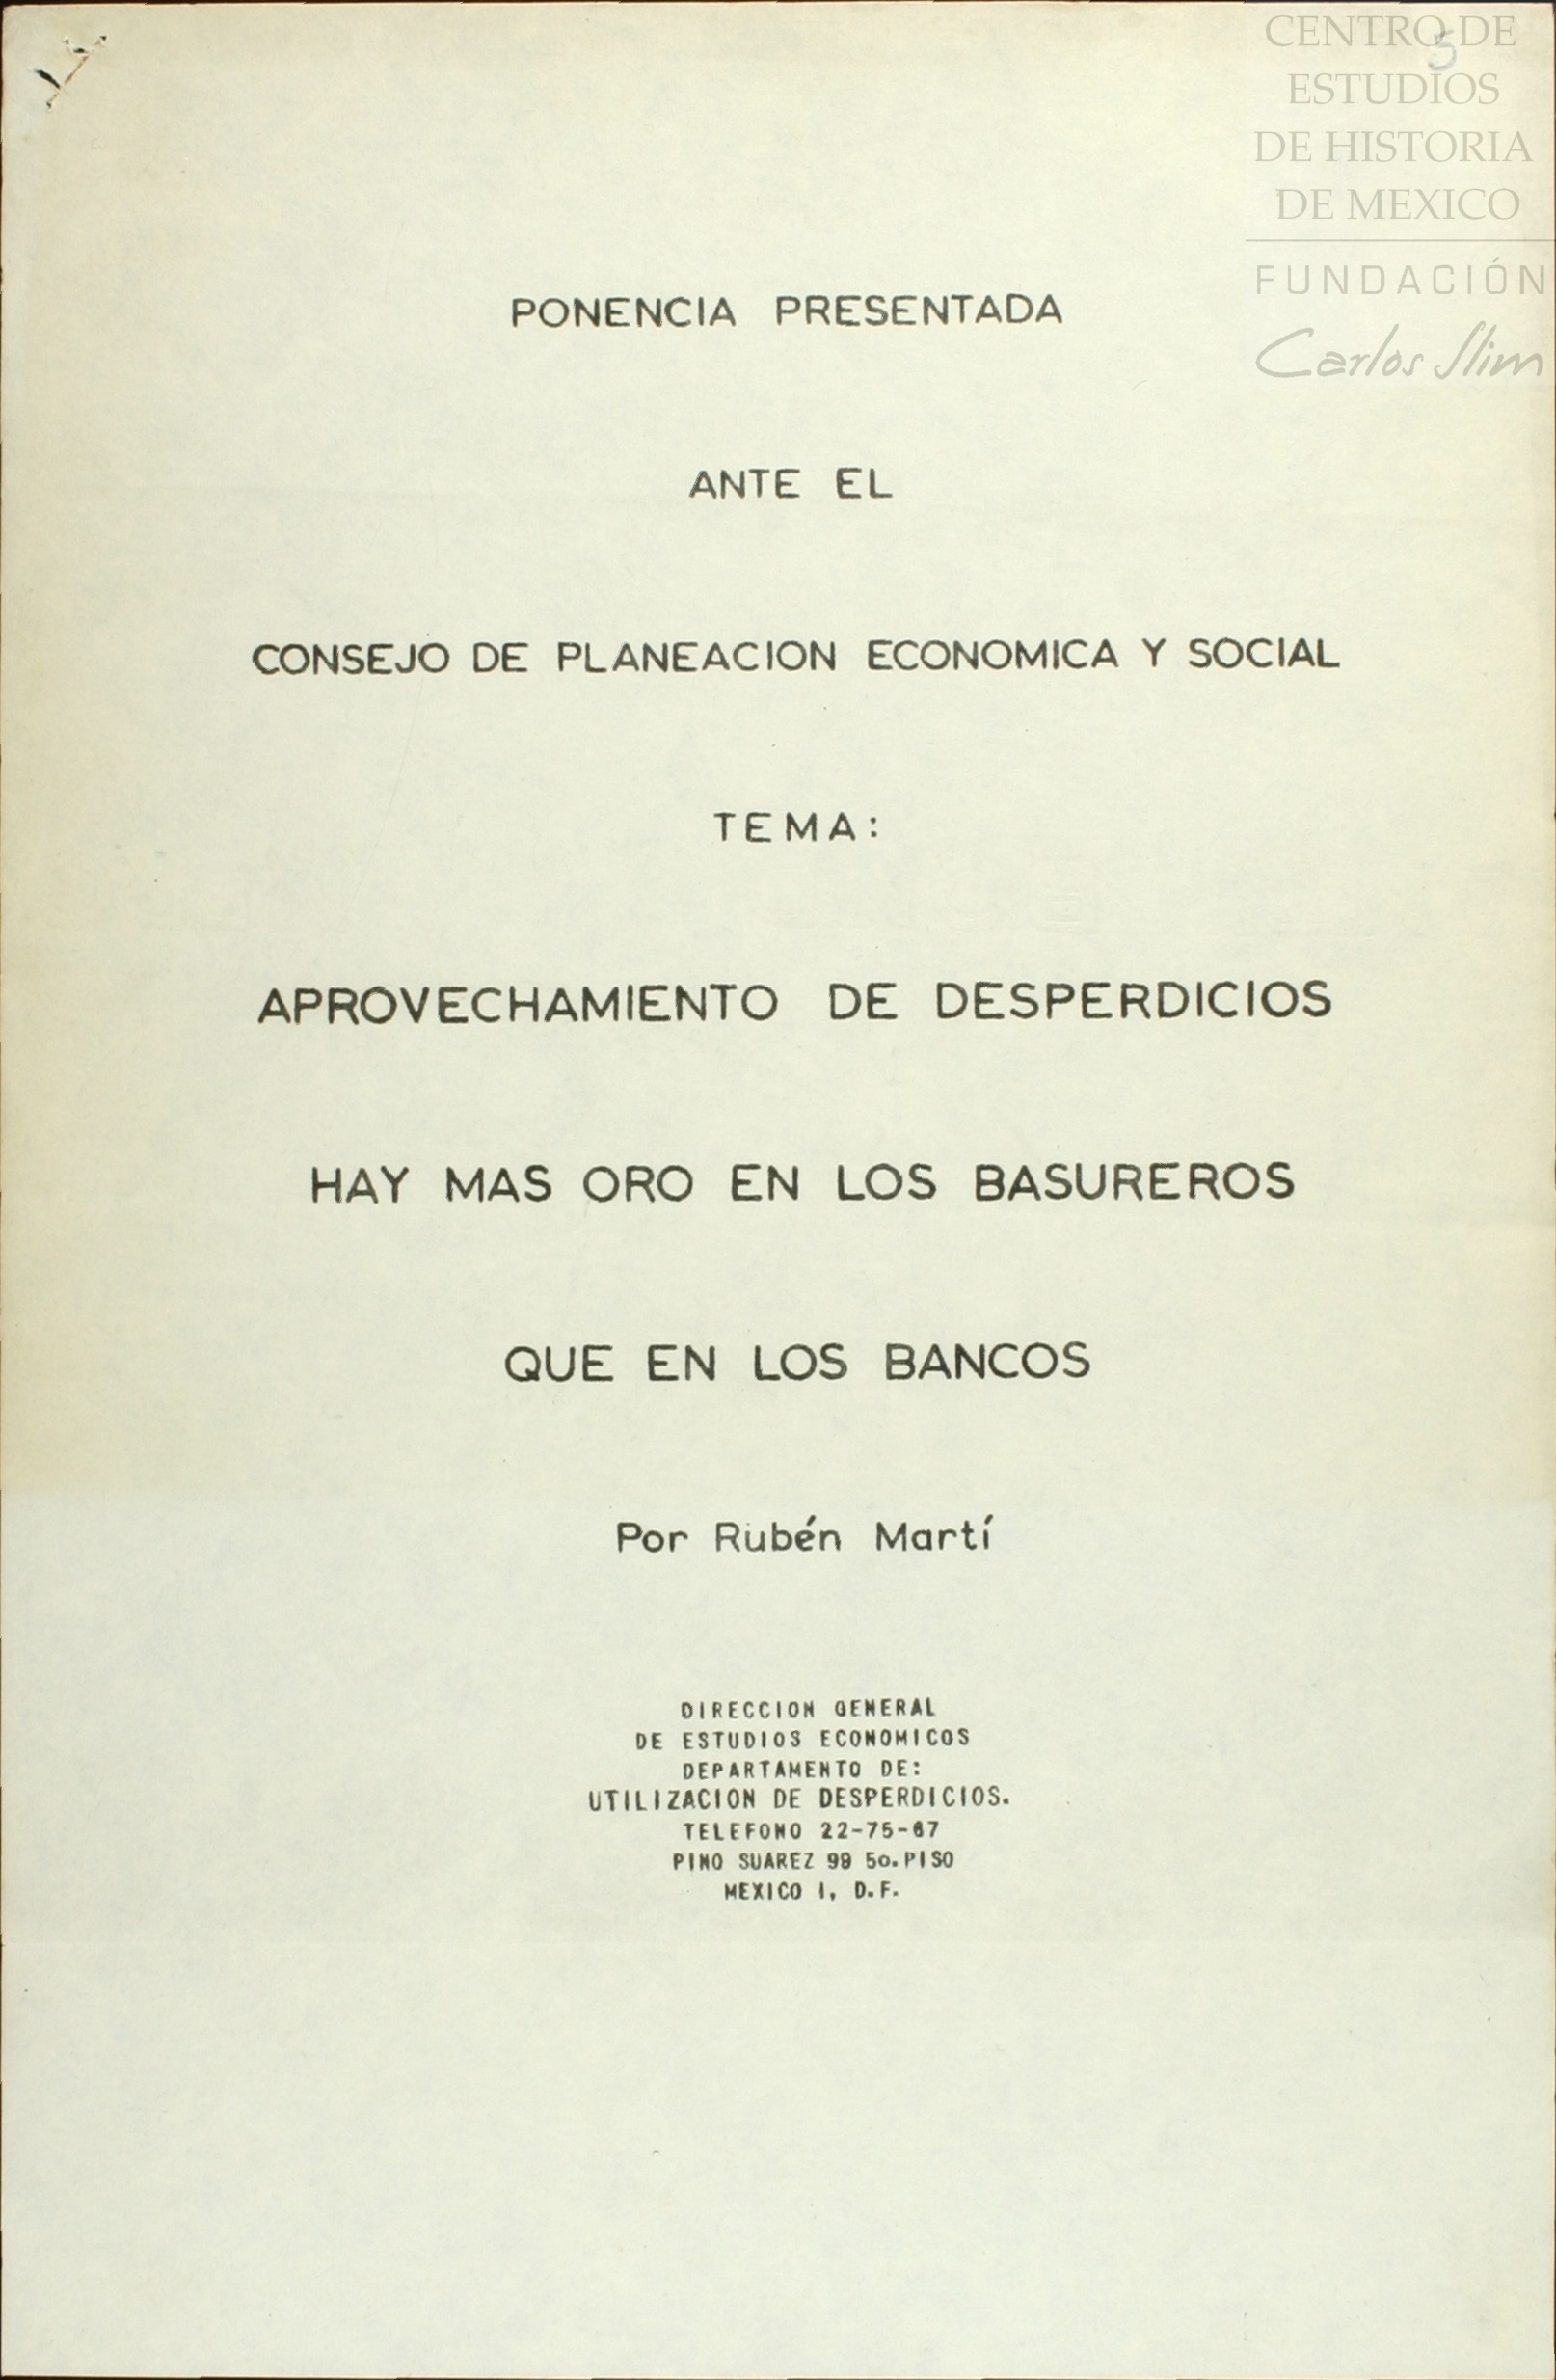 CENTRO DE
ESTUDIOS
DE HISTORIA
DE MEXICO
FUNDACIÓN
Carlos Slim
5
PONENCIA PRESENTADA
ANTE EL
CONSEJO DE PLANEACION ECONOMICA Y SOCIAL
TEMA:
APROVECHAMIENTO DE DESPERDICIOS
HAY MAS ORO EN LOS BASUREROS
QUE EN LOS BANCOS
Por Rubén Martí
DIRECCION GENERAL
DE ESTUDIOS ECONOMICOS
DEPARTAMENTO DE:
UTILIZACION DE DESPERDICIOS.
TELEFONO 22-75-67
PINO SUAREZ 99 5o. PISO
MEXICO 1, D.F.